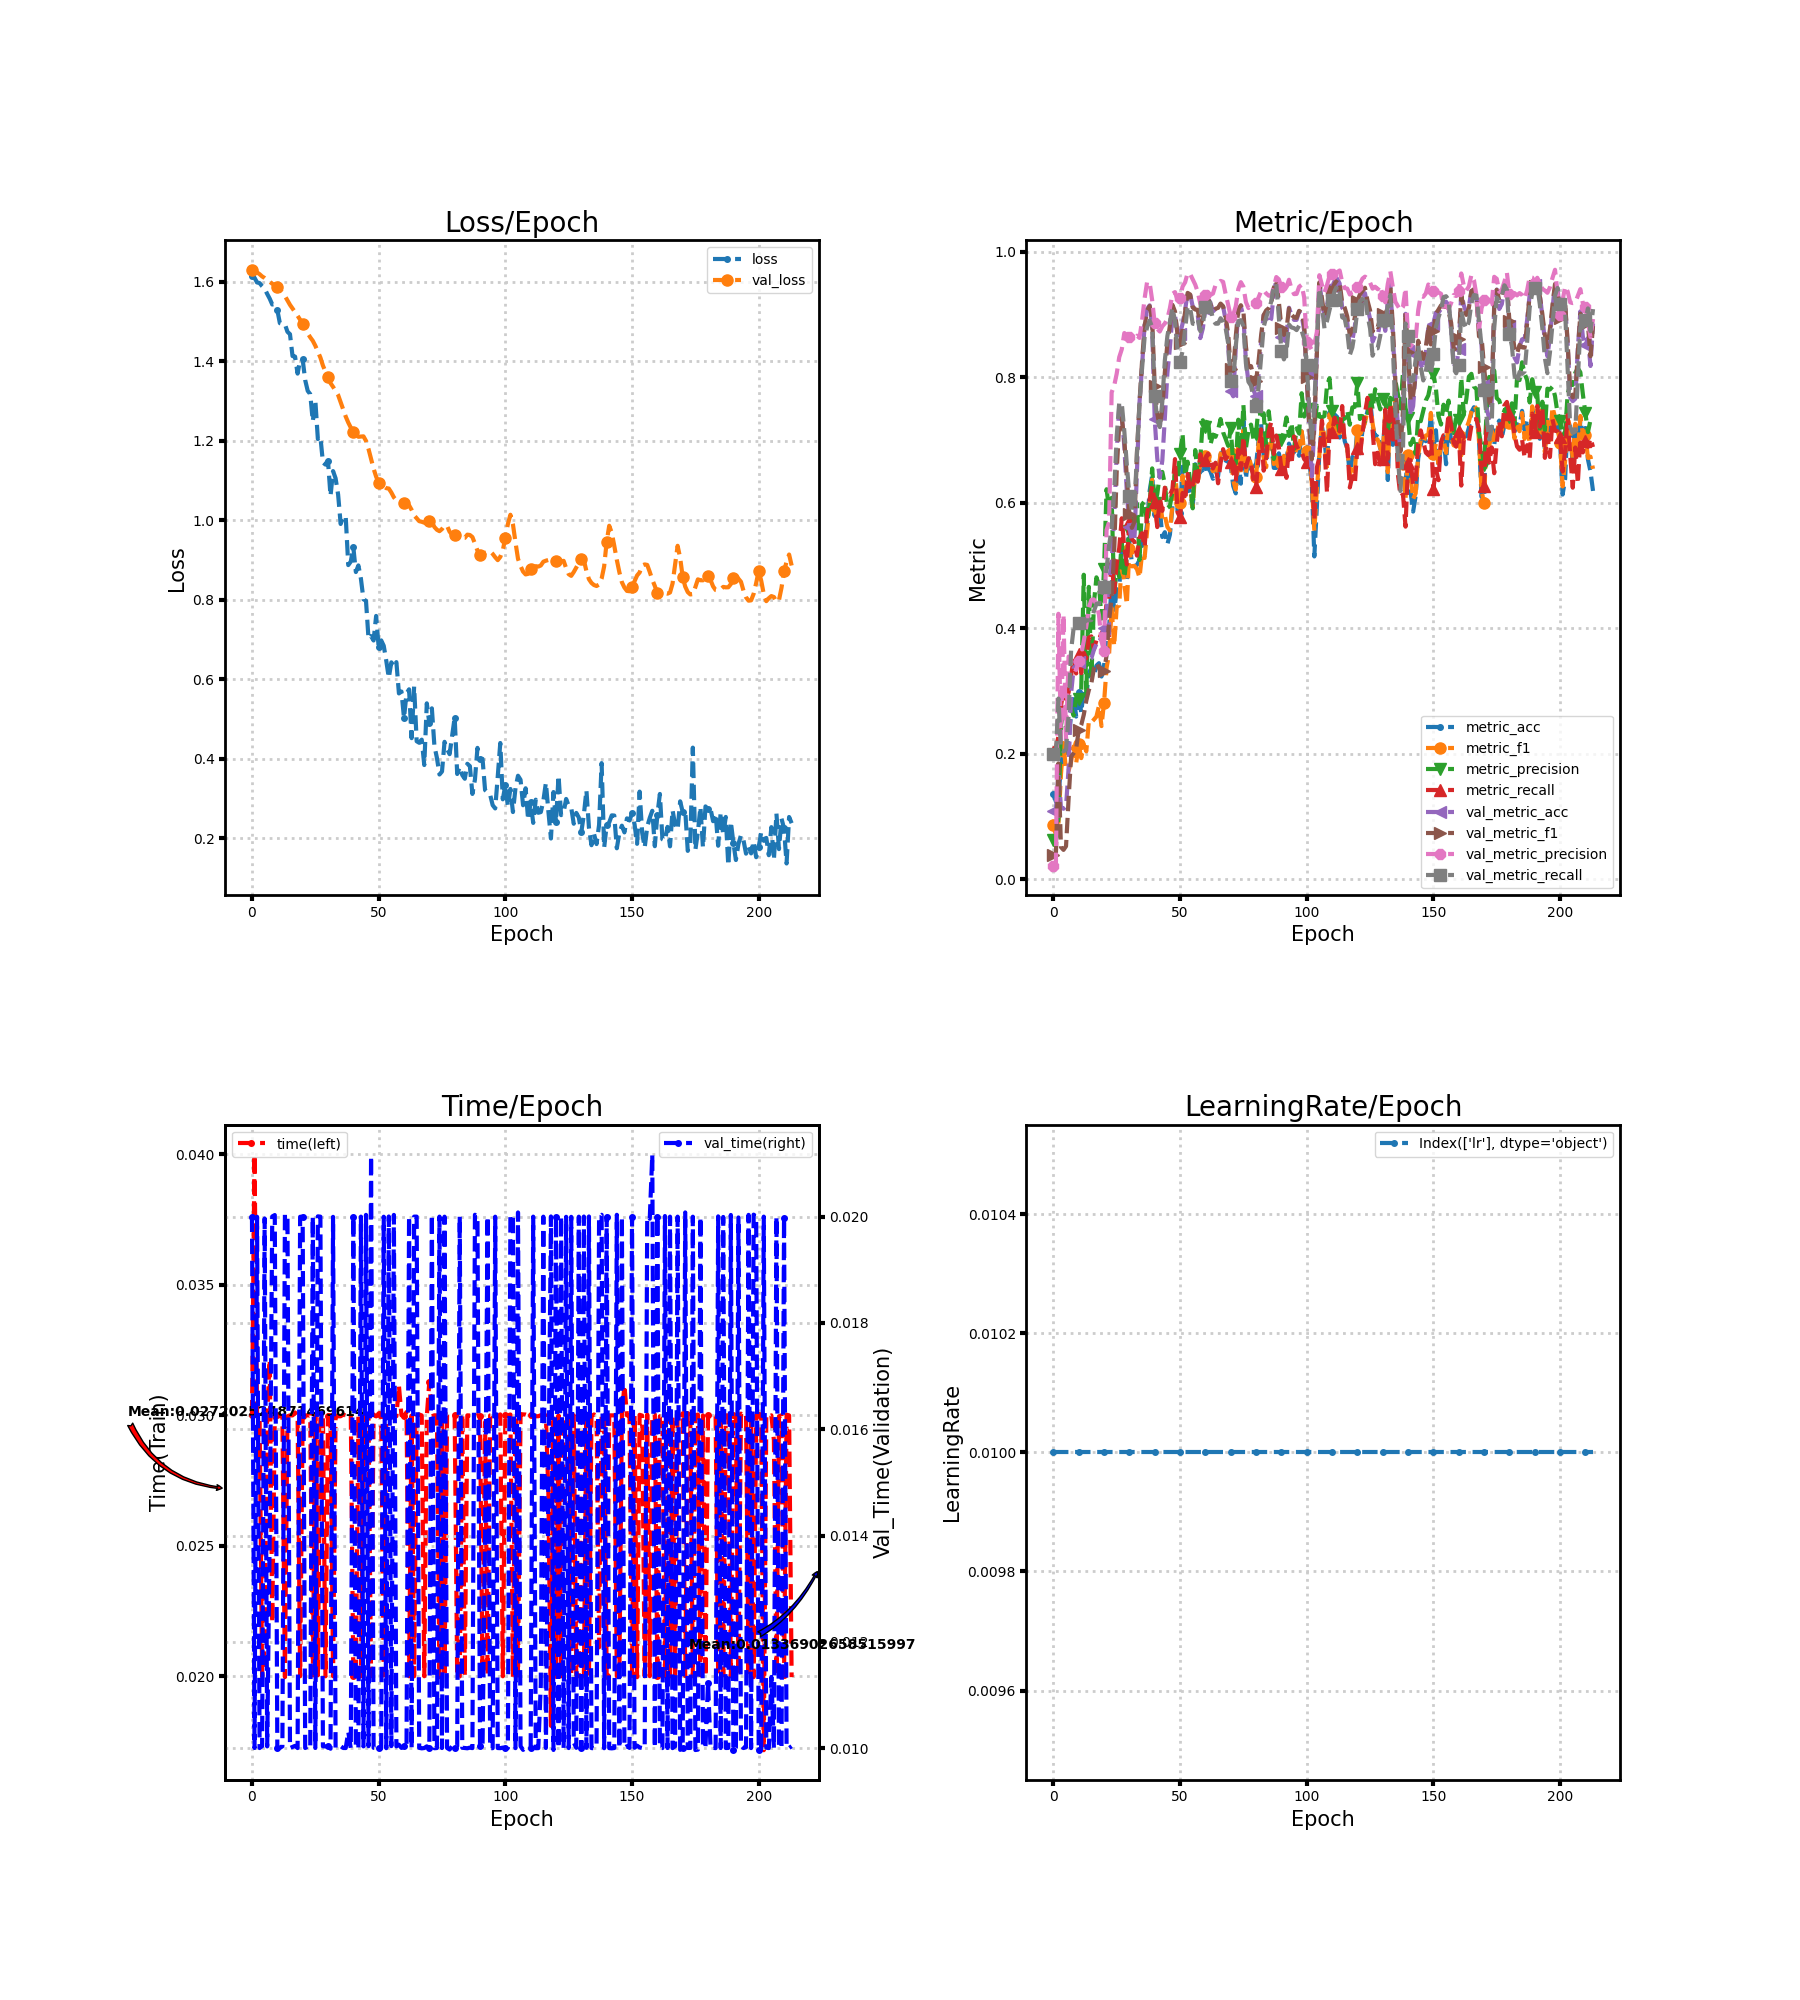 Loss/Epoch
loss
val_loss
1.6
1.4
1.2
1.0
0.8
0.6
0.4
0.2
Loss
0
50
100
150
200
Epoch
Metric/Epoch
1.0
0.8
0.6
0.4
0.2
0.0
Metric
metric_acc
metric_f1
metric_precision
metric_recall
val_metric_acc
val_metric_f1
val_metric_precision
val_metric_recall
0
50
100
150
200
Epoch
Time/Epoch
time(left)
val_time(right)
0.040
0.035
0.030
0.025
0.020
Time(Train)
0.020
0.018
0.016
0.014
0.012
0.010
Val_Time(Validation)
0
50
100
150
200
Epoch
LearningRate/Epoch
Index(['lr'], dtype='object')
0.0104
0.0102
0.0100
0.0098
0.0096
LearningRate
0
50
100
150
200
Epoch